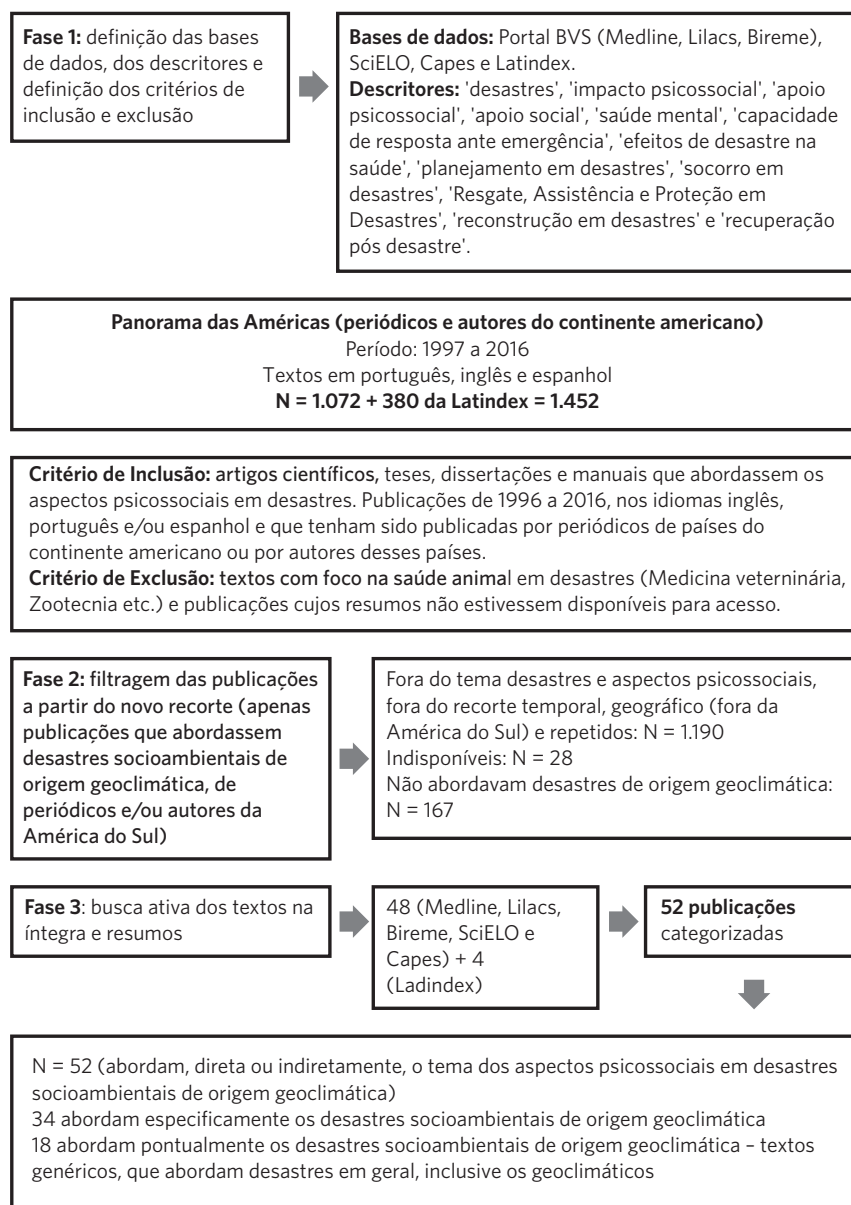 Fase 1: definição das bases
de dados, dos descritores e
definição dos critérios de
inclusão e exclusão
Bases de dados: Portal BVS (Medline, Lilacs, Bireme),
SciELO, Capes e Latindex.
Descritores: 'desastres', 'impacto psicossocial', 'apoio
psicossocial', 'apoio social', 'saúde mental', 'capacidade
de resposta ante emergência', 'efeitos de desastre na
saúde', 'planejamento em desastres', 'socorro em
desastres', 'Resgate, Assistência e Proteção em
Desastres', 'reconstrução em desastres' e 'recuperação
pós desastre'.
Panorama das Américas (periódicos e autores do continente americano)
Período: 1997 a 2016
Textos em português, inglês e espanhol
N = 1.072 + 380 da Latindex = 1.452
Critério de Inclusão: artigos científicos, teses, dissertações e manuais que abordassem os
aspectos psicossociais em desastres. Publicações de 1996 a 2016, nos idiomas inglês,
português e/ou espanhol e que tenham sido publicadas por periódicos de países do
continente americano ou por autores desses países.
Critério de Exclusão: textos com foco na saúde animal em desastres (Medicina veterninária,
Zootecnia etc.) e publicações cujos resumos não estivessem disponíveis para acesso.
Fase 2: filtragem das publicações
a partir do novo recorte (apenas
publicações que abordassem
desastres socioambientais de
origem geoclimática, de
periódicos e/ou autores da
América do Sul)
Fora do tema desastres e aspectos psicossociais,
fora do recorte temporal, geográfico (fora da
América do Sul) e repetidos: N = 1.190
Indisponíveis: N = 28
Não abordavam desastres de origem geoclimática:
N = 167
Fase 3: busca ativa dos textos na
íntegra e resumos
48 (Medline, Lilacs,
Bireme, SciELO e
Capes) + 4
(Ladindex)
52 publicações
categorizadas
N = 52 (abordam, direta ou indiretamente, o tema dos aspectos psicossociais em desastres
socioambientais de origem geoclimática)
34 abordam especificamente os desastres socioambientais de origem geoclimática
18 abordam pontualmente os desastres socioambientais de origem geoclimática – textos
genéricos, que abordam desastres em geral, inclusive os geoclimáticos